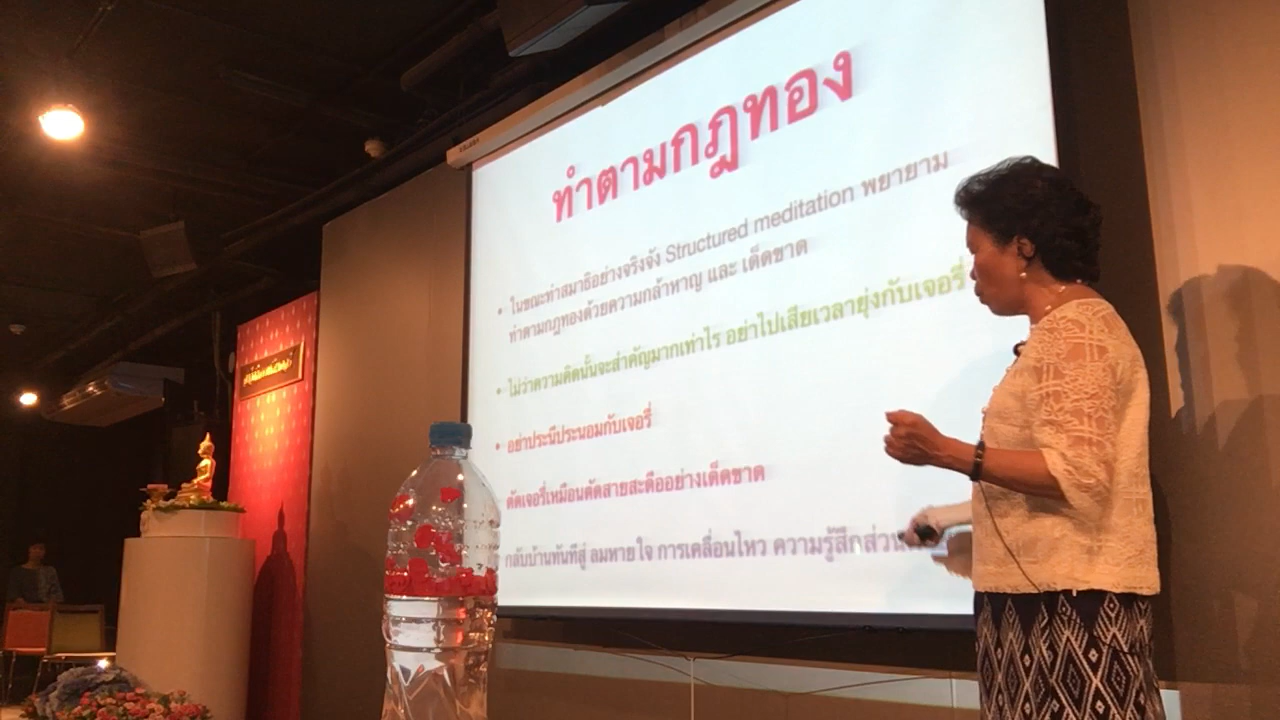 ทำตามกฎทอง
• ในขณะทำสมาธิอย่างจริงจัง Structured meditation พยายาม
ทำตามกฎทองด้วยความกล้าหาญ และ เด็ดขาด
• ไม่ว่าความคิดนั้นจะสำคัญมากเท่าไร อย่าไปเสียเวลายุ่งกับเจอรี่
• อย่าประนีประนอมกับเจอรี่
ตัดเจอรี่เหมือนตัดสายสะดืออย่างเด็ดขาด
กลับบ้านทันทีสู่ ลมหายใจ การเคลื่อนไหว ความรู้สึกส่วน